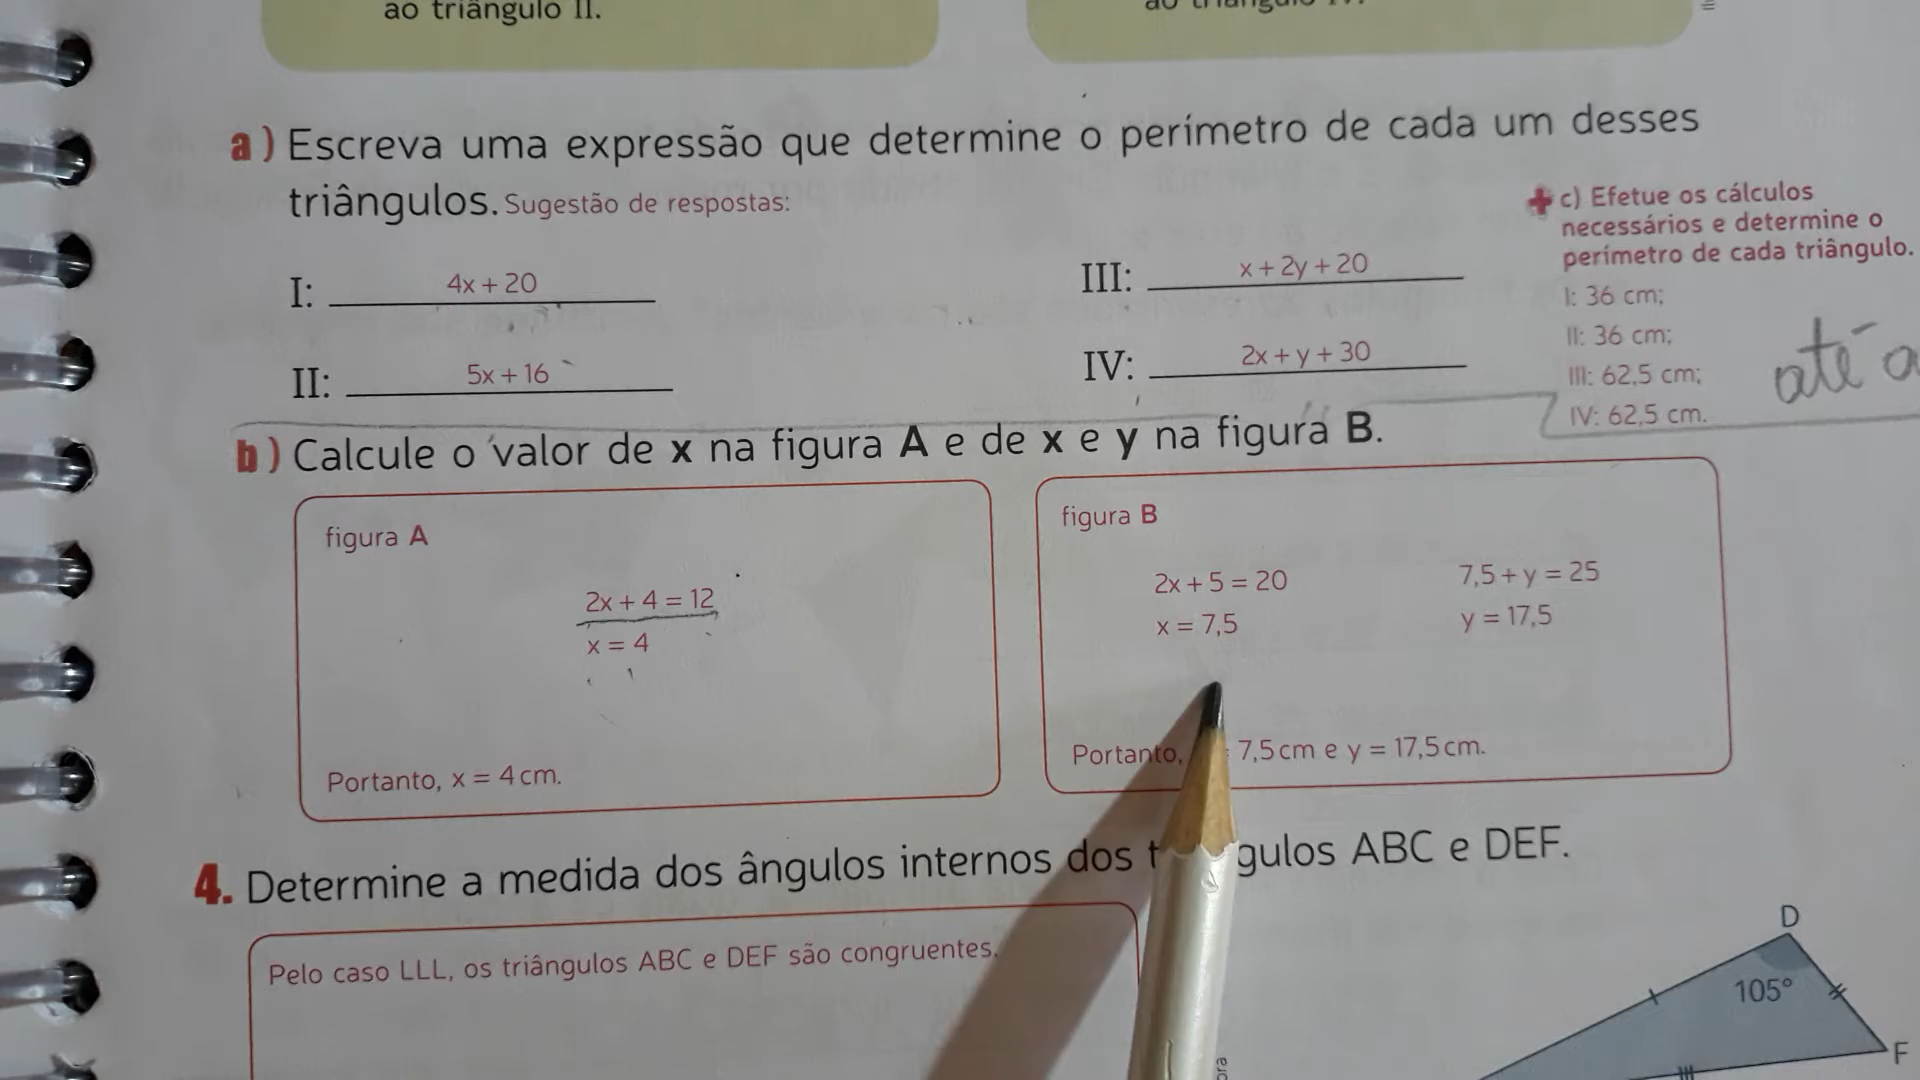 ao triângulo II.
a) Escreva uma expressão que determine o perímetro de cada um desses
triângulos. Sugestão de respostas:
I: 4x + 20
III: x + 2y + 20
II: 5x + 16
IV: 2x + y + 30
+ c) Efetue os cálculos
necessários e determine o
perímetro de cada triângulo.
I: 36 cm;
II: 36 cm;
III: 62,5 cm;
IV: 62,5 cm.
até a
b) Calcule o valor de x na figura A e de x e y na figura B.
figura A
2x + 4 = 12
x = 4
Portanto, x = 4 cm.
figura B
2x + 5 = 20
x = 7,5
7,5 + y = 25
y = 17,5
Portanto, 7,5 cm e y = 17,5 cm.
4. Determine a medida dos ângulos internos dos t gulos ABC e DEF.
Pelo caso LLL, os triângulos ABC e DEF são congruentes.
D
105°
F